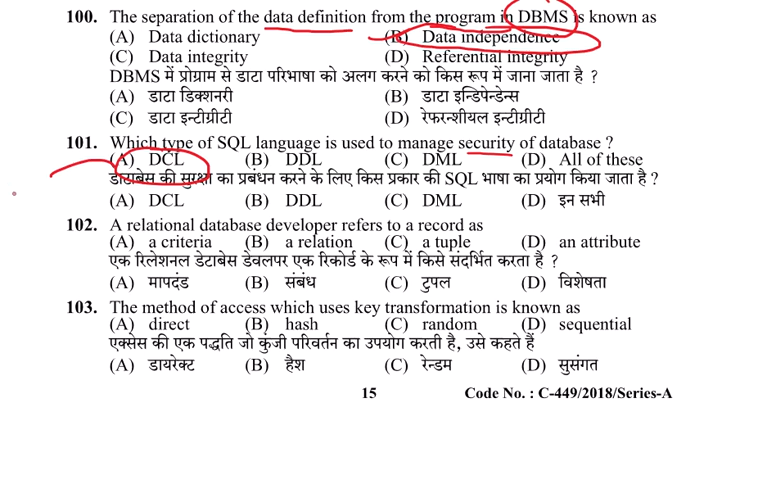 100. The separation of the data definition from the program in DBMS is known as
(A) Data dictionary (B) Data independence
(C) Data integrity (D) Referential integrity
DBMS में प्रोग्राम से डाटा परिभाषा को अलग करने को किस रूप में जाना जाता है ?
(A) डाटा डिक्शनरी (B) डाटा इन्डिपेन्डेन्स
(C) डाटा इन्टीग्रीटी (D) रेफरन्शीयल इन्टीग्रीटी
101. Which type of SQL language is used to manage security of database ?
(A) DCL (B) DDL (C) DML (D) All of these
डाटाबेस की सुरक्षा का प्रबंधन करने के लिए किस प्रकार की SQL भाषा का प्रयोग किया जाता है ?
(A) DCL (B) DDL (C) DML (D) इन सभी
102. A relational database developer refers to a record as
(A) a criteria (B) a relation (C) a tuple (D) an attribute
एक रिलेशनल डेटाबेस डेवलपर एक रिकोर्ड के रूप में किसे संदर्भित करता है ?
(A) मापदंड (B) संबंध (C) टुपल (D) विशेषता
103. The method of access which uses key transformation is known as
(A) direct (B) hash (C) random (D) sequential
एक्सेस की एक पद्धति जो कुंजी परिवर्तन का उपयोग करती है, उसे कहते हैं
(A) डायरेक्ट (B) हैश (C) रेन्डम (D) सुसंगत
15 Code No. : C-449/2018/Series-A